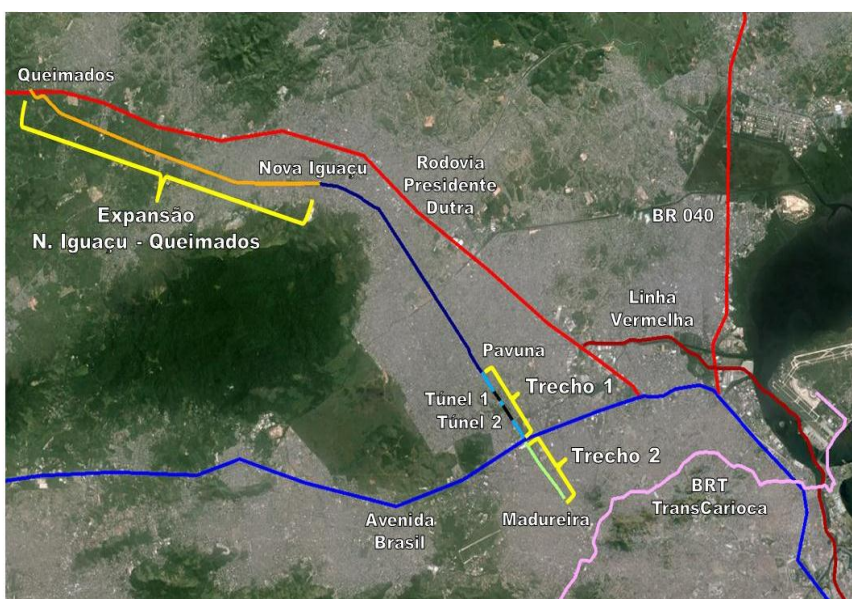 Queimados
Nova Iguaçu
Expansão
N. Iguaçu - Queimados
Rodovia
Presidente
Dutra
BR 040
Linha
Vermelha
Pavuna
Trecho 1
Túnel 1
Túnel 2
Trecho 2
Avenida
Brasil
Madureira
BRT
TransCarioca